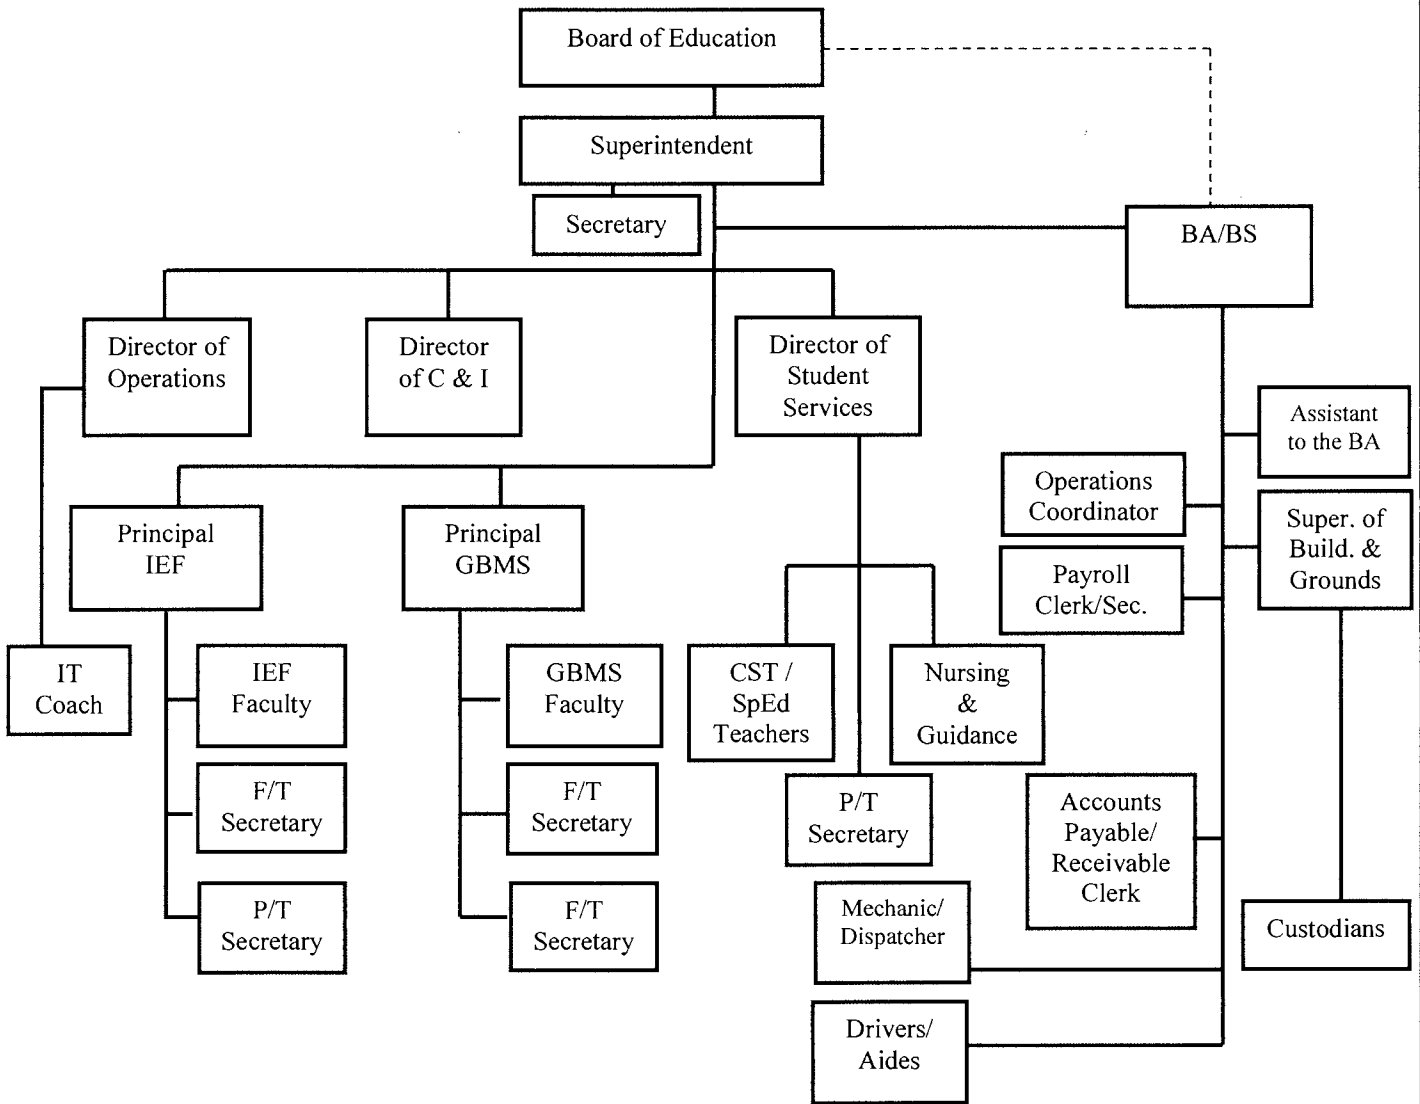 Board of Education
Superintendent
Secretary
BA/BS
Director of
Operations
Director
of C & I
Director of
Student
Services
Assistant
to the BA
Operations
Coordinator
Super. of
Build. &
Grounds
Principal
IEF
Principal
GBMS
Payroll
Clerk/Sec.
IT
Coach
IEF
Faculty
GBMS
Faculty
CST /
SpEd
Teachers
Nursing
&
Guidance
F/T
Secretary
F/T
Secretary
P/T
Secretary
Accounts
Payable/
Receivable
Clerk
P/T
Secretary
F/T
Secretary
Mechanic/
Dispatcher
Custodians
Drivers/
Aides